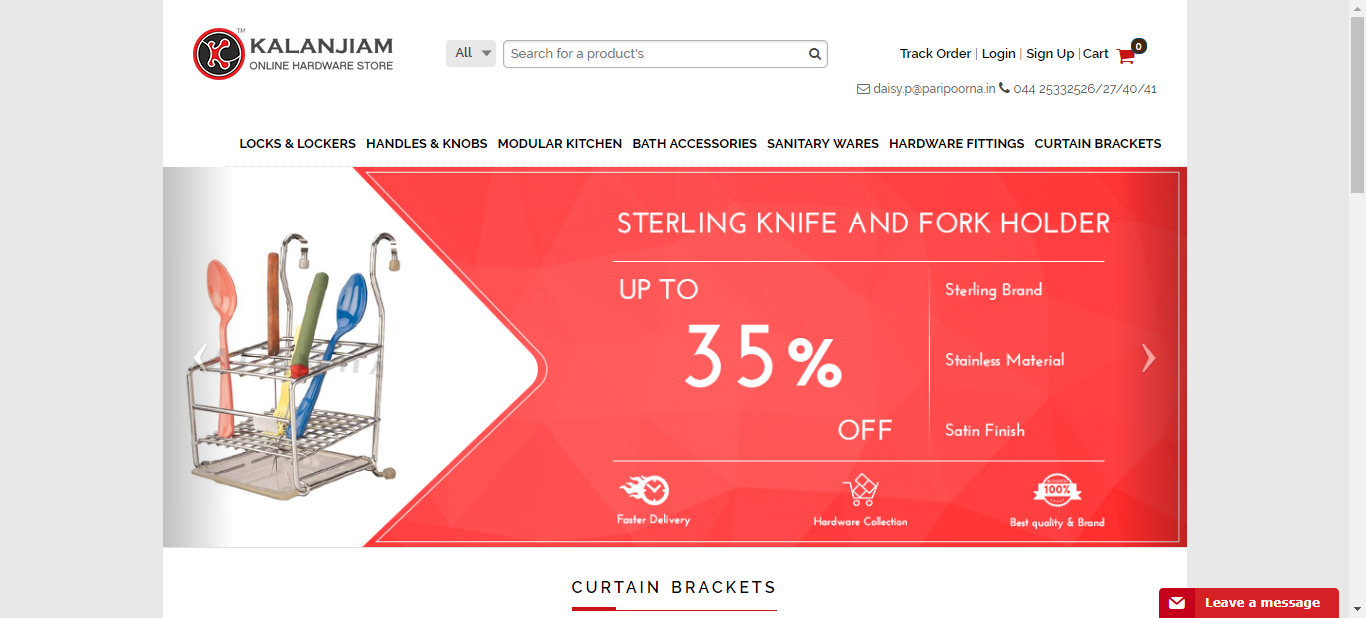 KALANJIAM
TM
ONLINE HARDWARE STORE
All
Search for a product's
Track Order | Login | Sign Up | Cart 0
daisy.p@paripoorna.in 044 25332526/27/40/41
LOCKS & LOCKERS HANDLES & KNOBS MODULAR KITCHEN BATH ACCESSORIES SANITARY WARES HARDWARE FITTINGS CURTAIN BRACKETS
STERLING KNIFE AND FORK HOLDER
UP TO
35%
OFF
Sterling Brand
Stainless Material
Satin Finish
Faster Delivery
Hardware Collection
100%
Best quality & Brand
CURTAIN BRACKETS
Leave a message